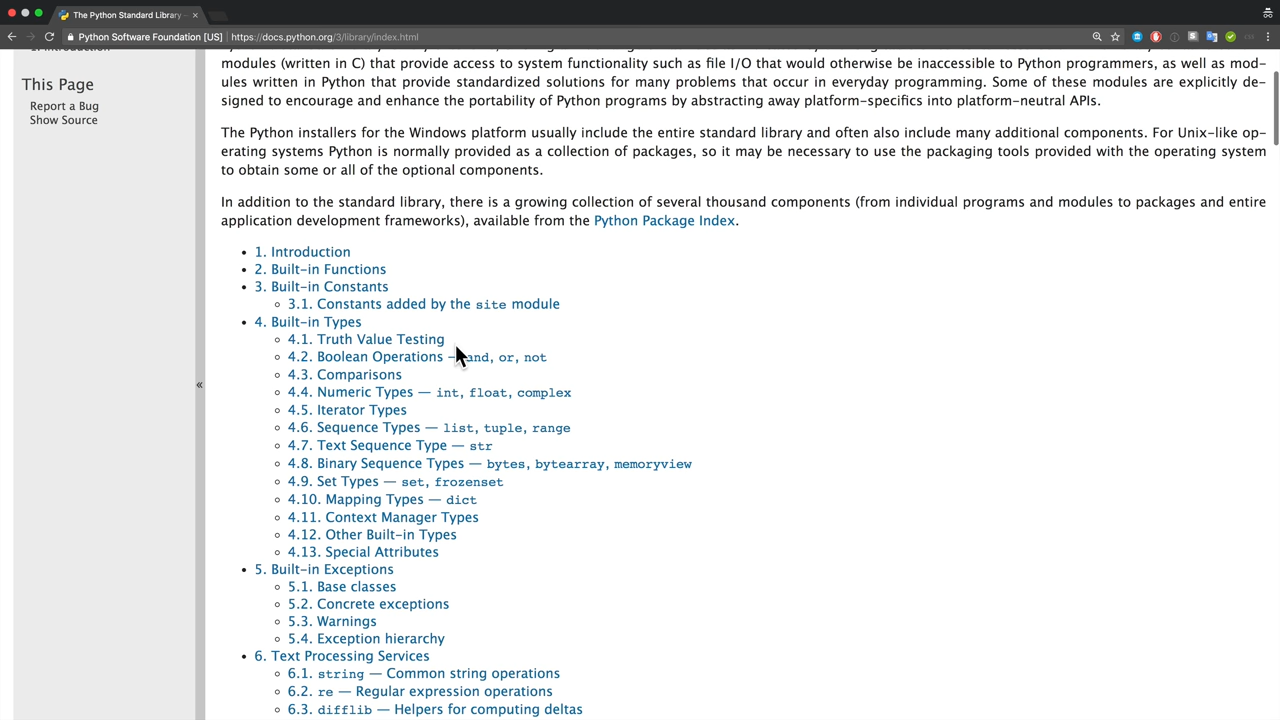 The Python Standard Library —
Python Software Foundation [US] https://docs.python.org/3/library/index.html
This Page
Report a Bug
Show Source
«
modules (written in C) that provide access to system functionality such as file I/O that would otherwise be inaccessible to Python programmers, as well as mod-
ules written in Python that provide standardized solutions for many problems that occur in everyday programming. Some of these modules are explicitly de-
signed to encourage and enhance the portability of Python programs by abstracting away platform-specifics into platform-neutral APIs.
The Python installers for the Windows platform usually include the entire standard library and often also include many additional components. For Unix-like op-
erating systems Python is normally provided as a collection of packages, so it may be necessary to use the packaging tools provided with the operating system
to obtain some or all of the optional components.
In addition to the standard library, there is a growing collection of several thousand components (from individual programs and modules to packages and entire
application development frameworks), available from the Python Package Index.
• 1. Introduction
• 2. Built-in Functions
• 3. Built-in Constants
◦ 3.1. Constants added by the site module
• 4. Built-in Types
◦ 4.1. Truth Value Testing
◦ 4.2. Boolean Operations — and, or, not
◦ 4.3. Comparisons
◦ 4.4. Numeric Types — int, float, complex
◦ 4.5. Iterator Types
◦ 4.6. Sequence Types — list, tuple, range
◦ 4.7. Text Sequence Type — str
◦ 4.8. Binary Sequence Types — bytes, bytearray, memoryview
◦ 4.9. Set Types — set, frozenset
◦ 4.10. Mapping Types — dict
◦ 4.11. Context Manager Types
◦ 4.12. Other Built-in Types
◦ 4.13. Special Attributes
• 5. Built-in Exceptions
◦ 5.1. Base classes
◦ 5.2. Concrete exceptions
◦ 5.3. Warnings
◦ 5.4. Exception hierarchy
• 6. Text Processing Services
◦ 6.1. string — Common string operations
◦ 6.2. re — Regular expression operations
◦ 6.3. difflib — Helpers for computing deltas